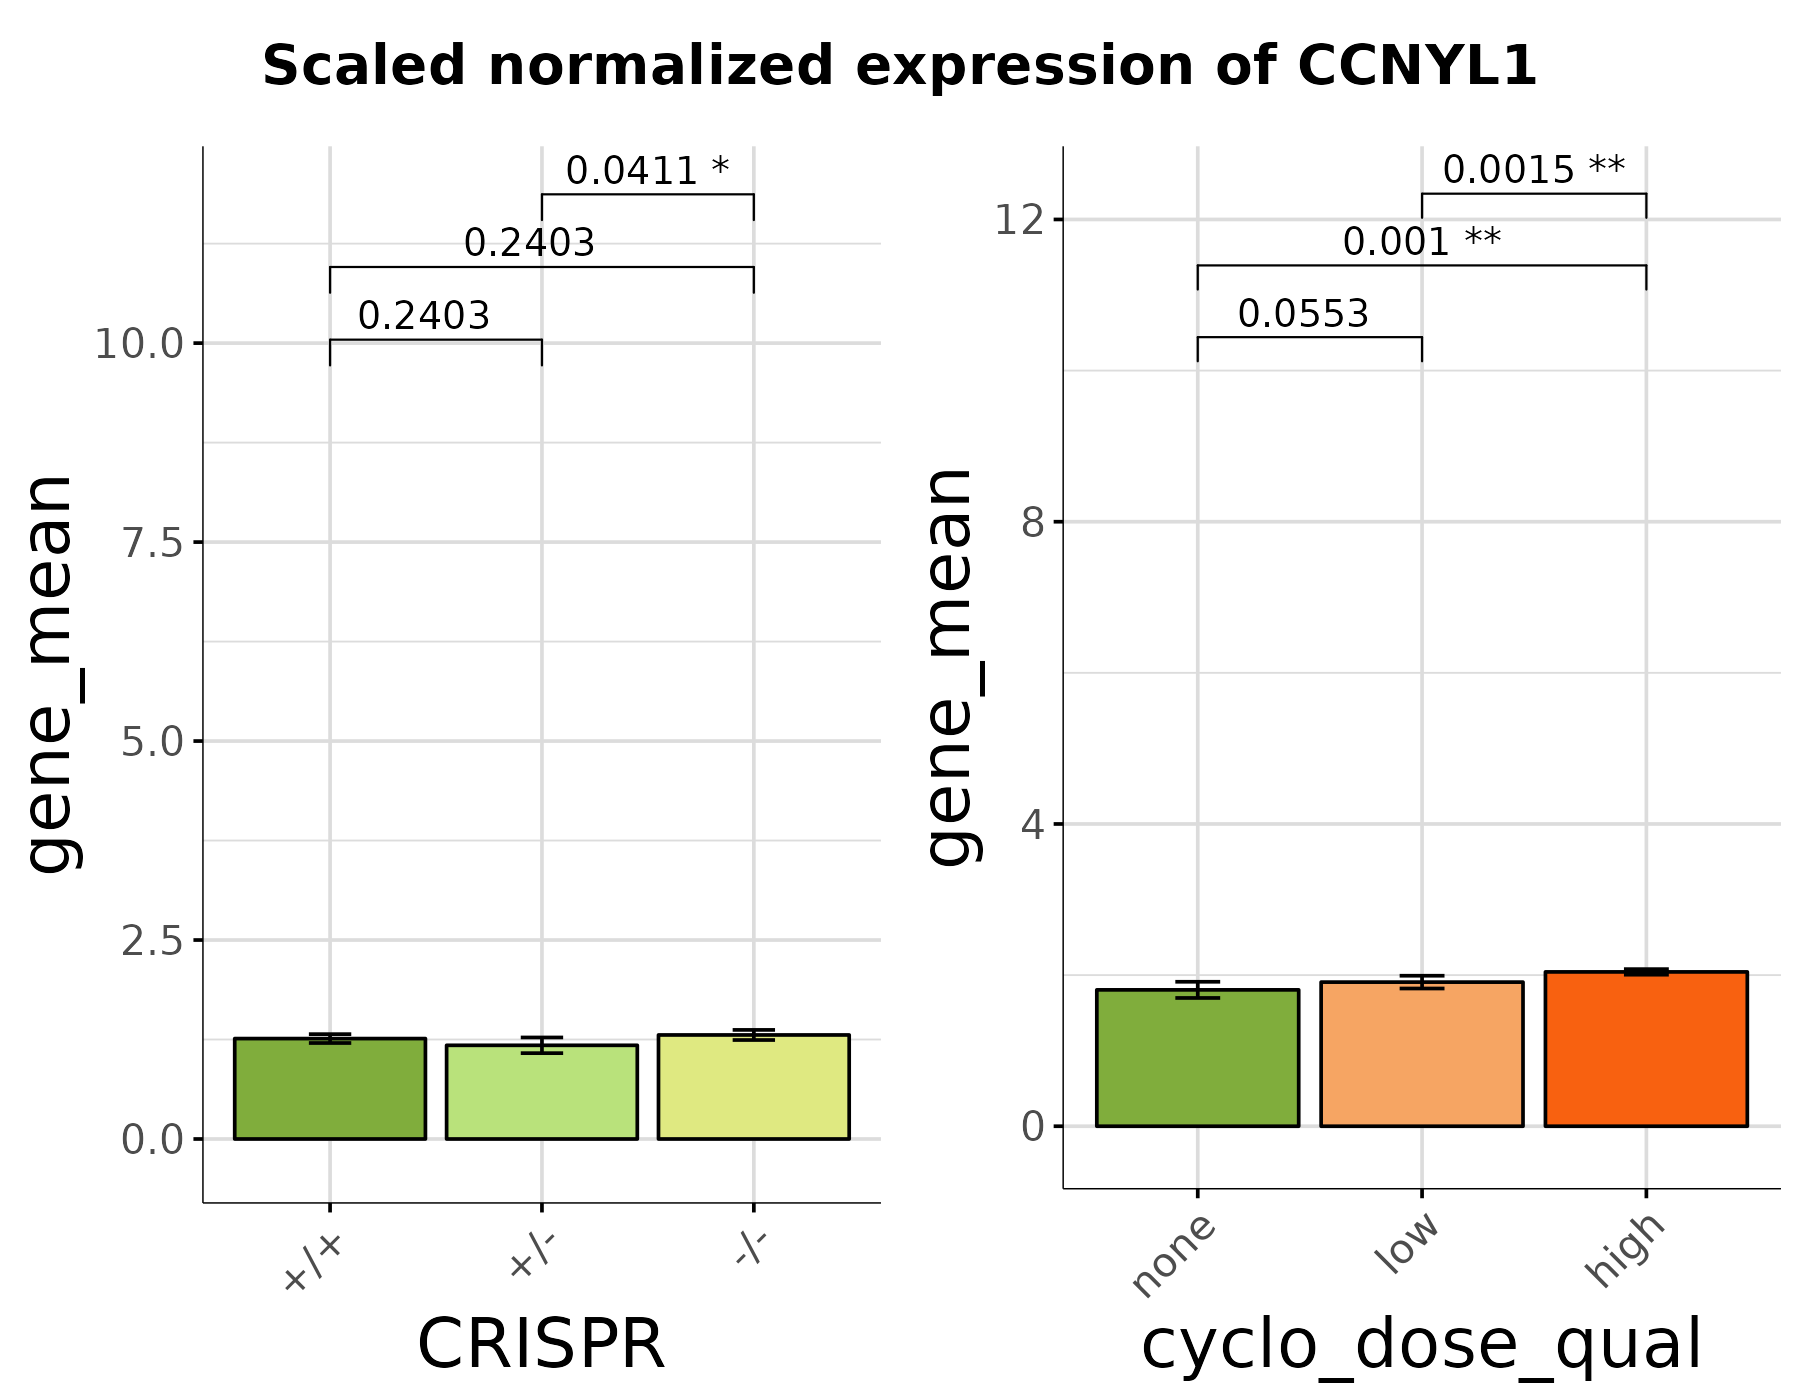 Scaled normalized expression of CCNYL1
gene_mean
10.0
7.5
5.0
2.5
0.0
0.0411 *
0.2403
0.2403
+/+
+/-
-/-
CRISPR
gene_mean
12
8
4
0
0.0015 **
0.001 **
0.0553
none
low
high
cyclo_dose_qual